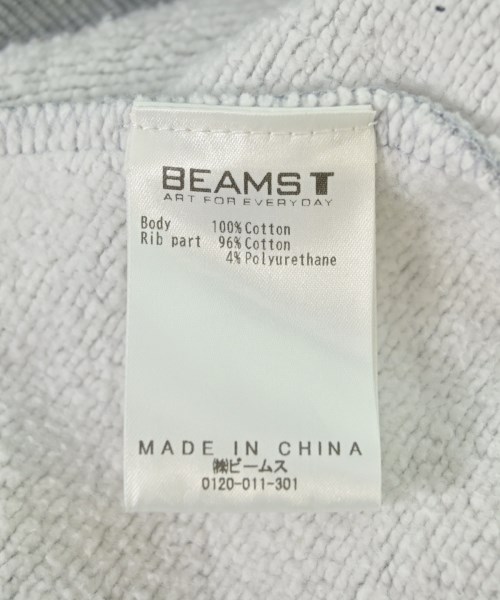 BEAMS T
ART FOR EVERYDAY
Body 100% Cotton
Rib part 96% Cotton
4% Polyurethane
MADE IN CHINA
㈱ビームス
0120-011-301